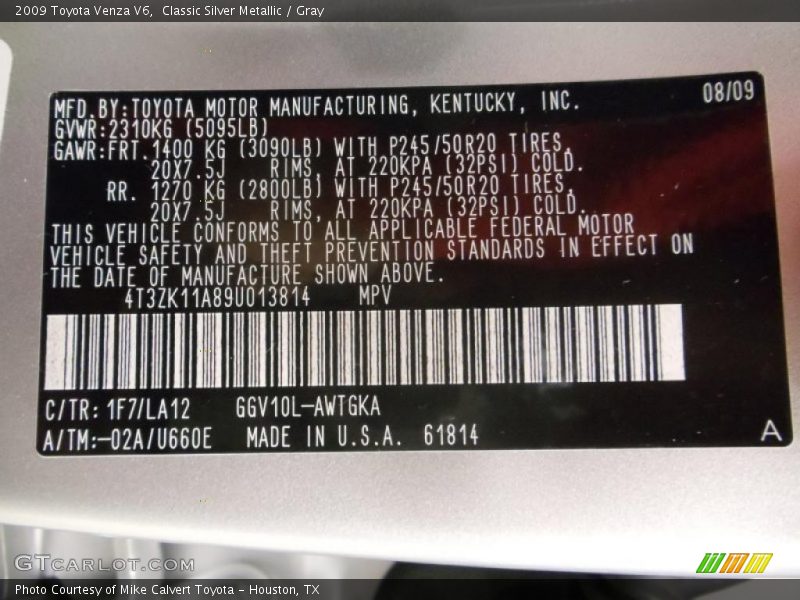 2009 Toyota Venza V6,  Classic Silver Metallic / Gray
MFD.BY:TOYOTA MOTOR MANUFACTURING, KENTUCKY, INC. 08/09
GVWR:2310KG (5095LB)
GAWR:FRT.1400 KG (3090LB) WITH P245/50R20 TIRES,
20X7.5J RIMS, AT 220KPA (32PSI) COLD.
RR. 1270 KG (2800LB) WITH P245/50R20 TIRES,
20X7.5J RIMS, AT 220KPA (32PSI) COLD.
THIS VEHICLE CONFORMS TO ALL APPLICABLE FEDERAL MOTOR
VEHICLE SAFETY AND THEFT PREVENTION STANDARDS IN EFFECT ON
THE DATE OF MANUFACTURE SHOWN ABOVE.
4T3ZK11A89U013814 MPV
C/TR: 1F7/LA12 GGV10L-AWTGKA
A/TM:-02A/U660E MADE IN U.S.A. 61814 A
GTCARLOT.COM
Photo Courtesy of Mike Calvert Toyota - Houston, TX